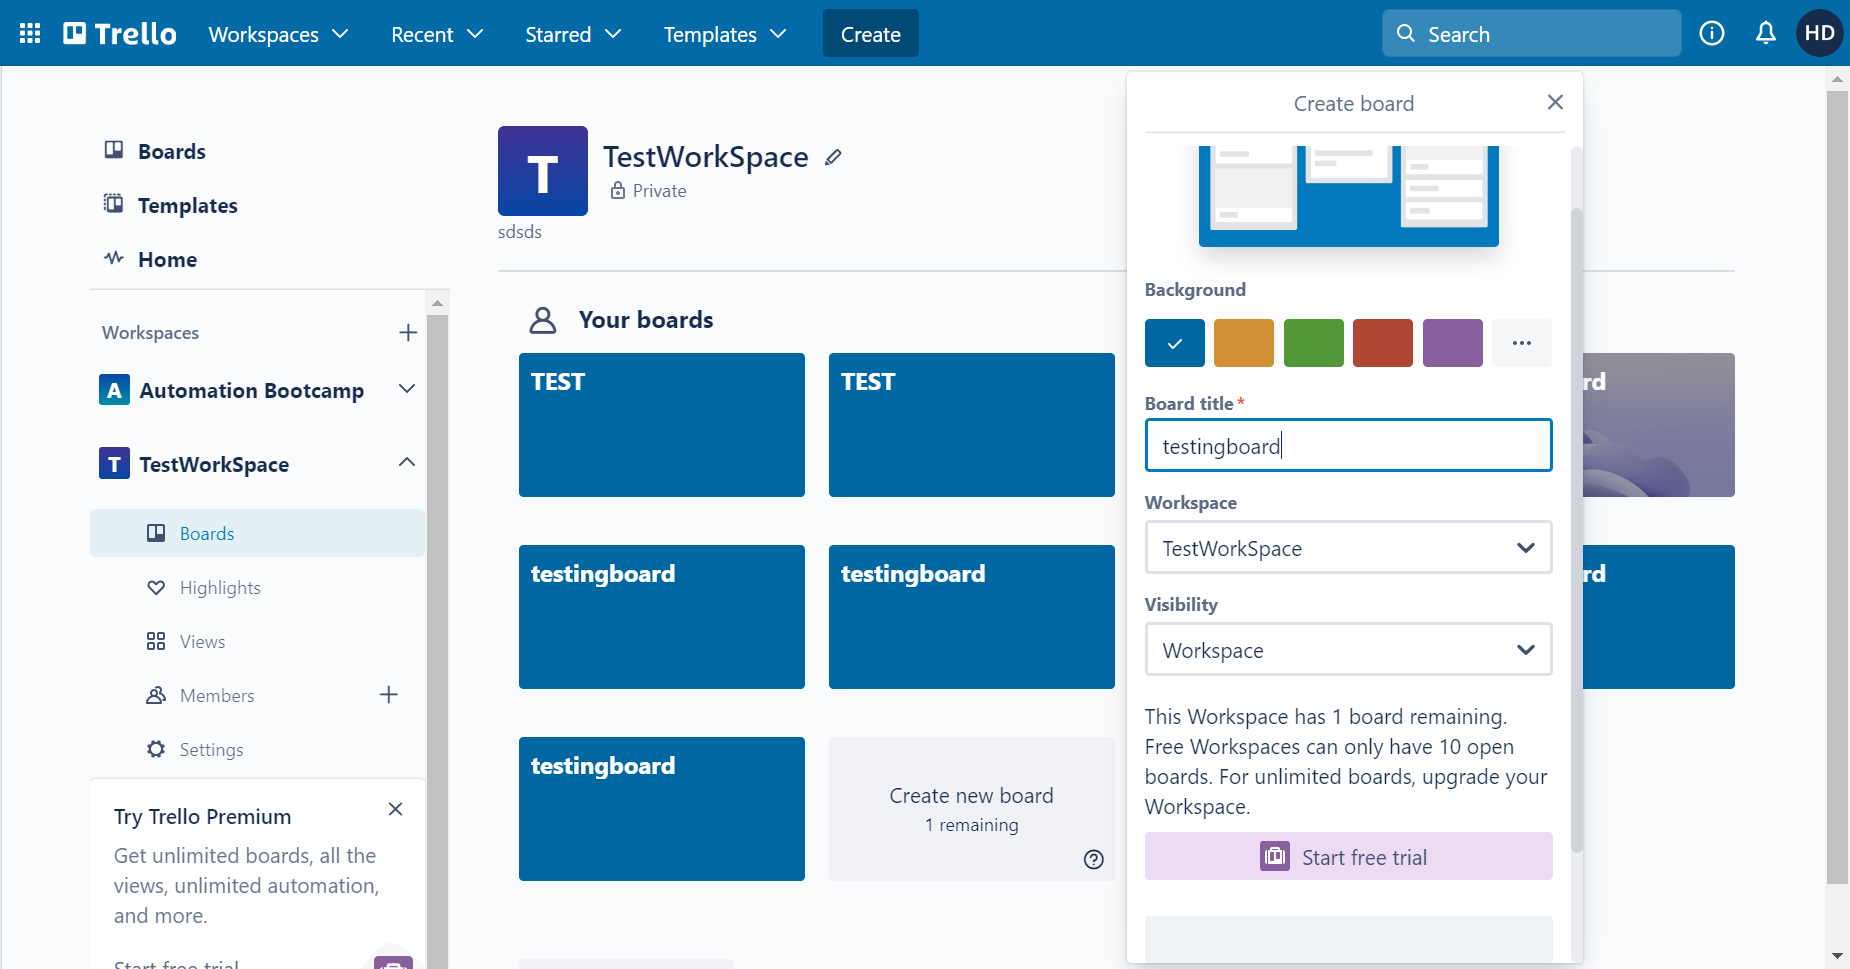 Trello
Workspaces
Recent
Starred
Templates
Create
Search
HD
Boards
Templates
Home
Workspaces
A
Automation Bootcamp
T
TestWorkSpace
Boards
Highlights
Views
Members
Settings
Try Trello Premium
Get unlimited boards, all the
views, unlimited automation,
and more.
Start free trial
T
TestWorkSpace
Private
sdsds
Your boards
TEST
TEST
rd
testingboard
testingboard
rd
testingboard
Create new board
1 remaining
Create board
Background
Board title*
testingboard
Workspace
TestWorkSpace
Visibility
Workspace
This Workspace has 1 board remaining.
Free Workspaces can only have 10 open
boards. For unlimited boards, upgrade your
Workspace.
Start free trial